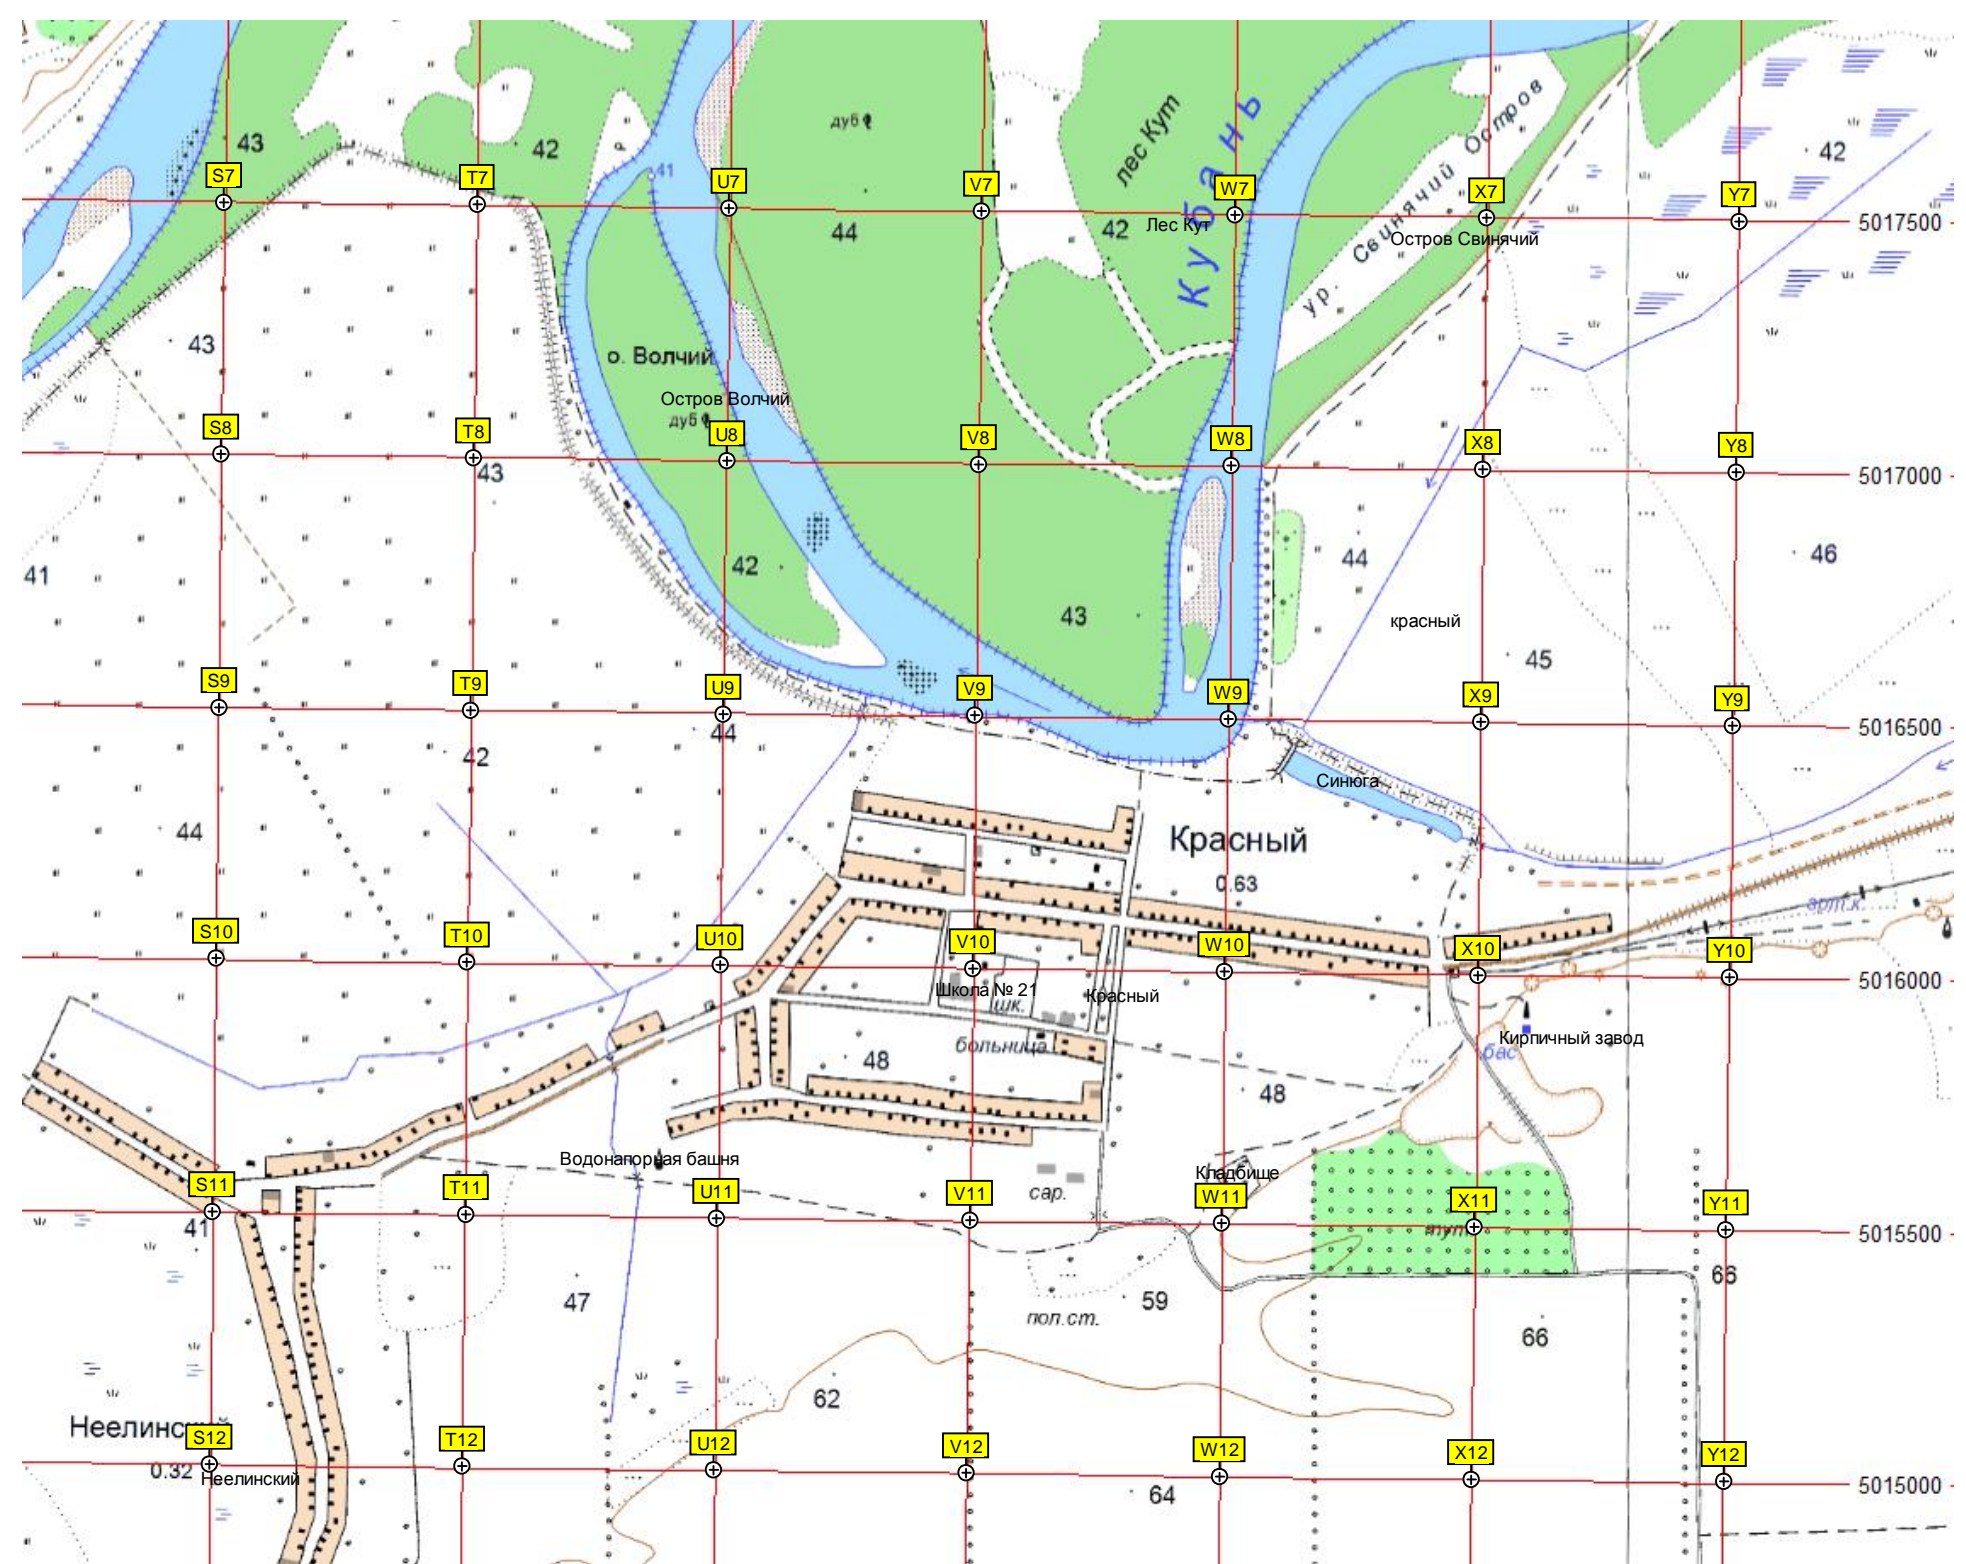 43
42
дуб
лес Кут
Кубань
ур. Свинячий Остров
42
41
S7
T7
U7
V7
W7
X7
Y7
5017500
44
42
Лес Кут
Остров Свинячий
43
о. Волчий
Остров Волчий
дуб
S8
T8
U8
V8
W8
X8
Y8
43
5017000
41
42
43
44
46
красный
45
S9
T9
U9
V9
W9
X9
Y9
5016500
42
44
Синюга
44
Красный
0.63
арт.к.
S10
T10
U10
V10
W10
X10
Y10
5016000
Школа № 21
Красный
шк.
больница
Кирпичный завод
бас
48
48
Водонапорная башня
Кладбище
сар.
S11
T11
U11
V11
W11
X11
Y11
41
тут.
5015500
47
59
66
пол.ст.
66
62
Неелинский
S12
T12
U12
V12
W12
X12
Y12
0.32
Неелинский
64
5015000